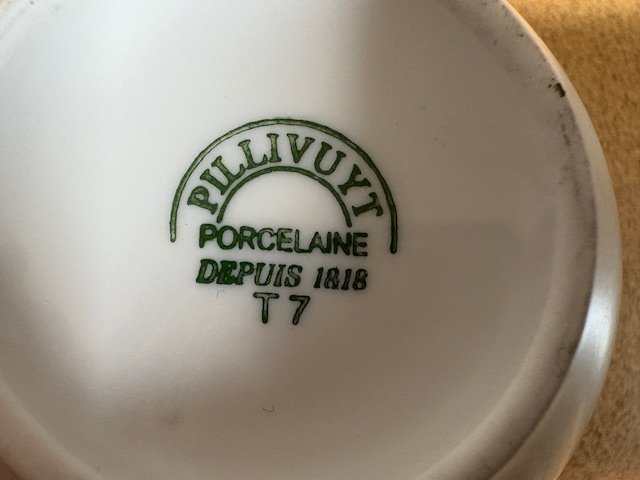 PILLIVUYT
PORCELAINE
DEPUIS 1818
T 7